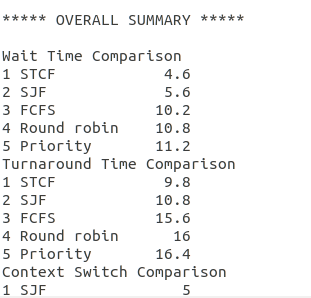 ***** OVERALL SUMMARY *****
Wait Time Comparison
1 STCF 4.6
2 SJF 5.6
3 FCFS 10.2
4 Round robin 10.8
5 Priority 11.2
Turnaround Time Comparison
1 STCF 9.8
2 SJF 10.8
3 FCFS 15.6
4 Round robin 16
5 Priority 16.4
Context Switch Comparison
1 SJF 5